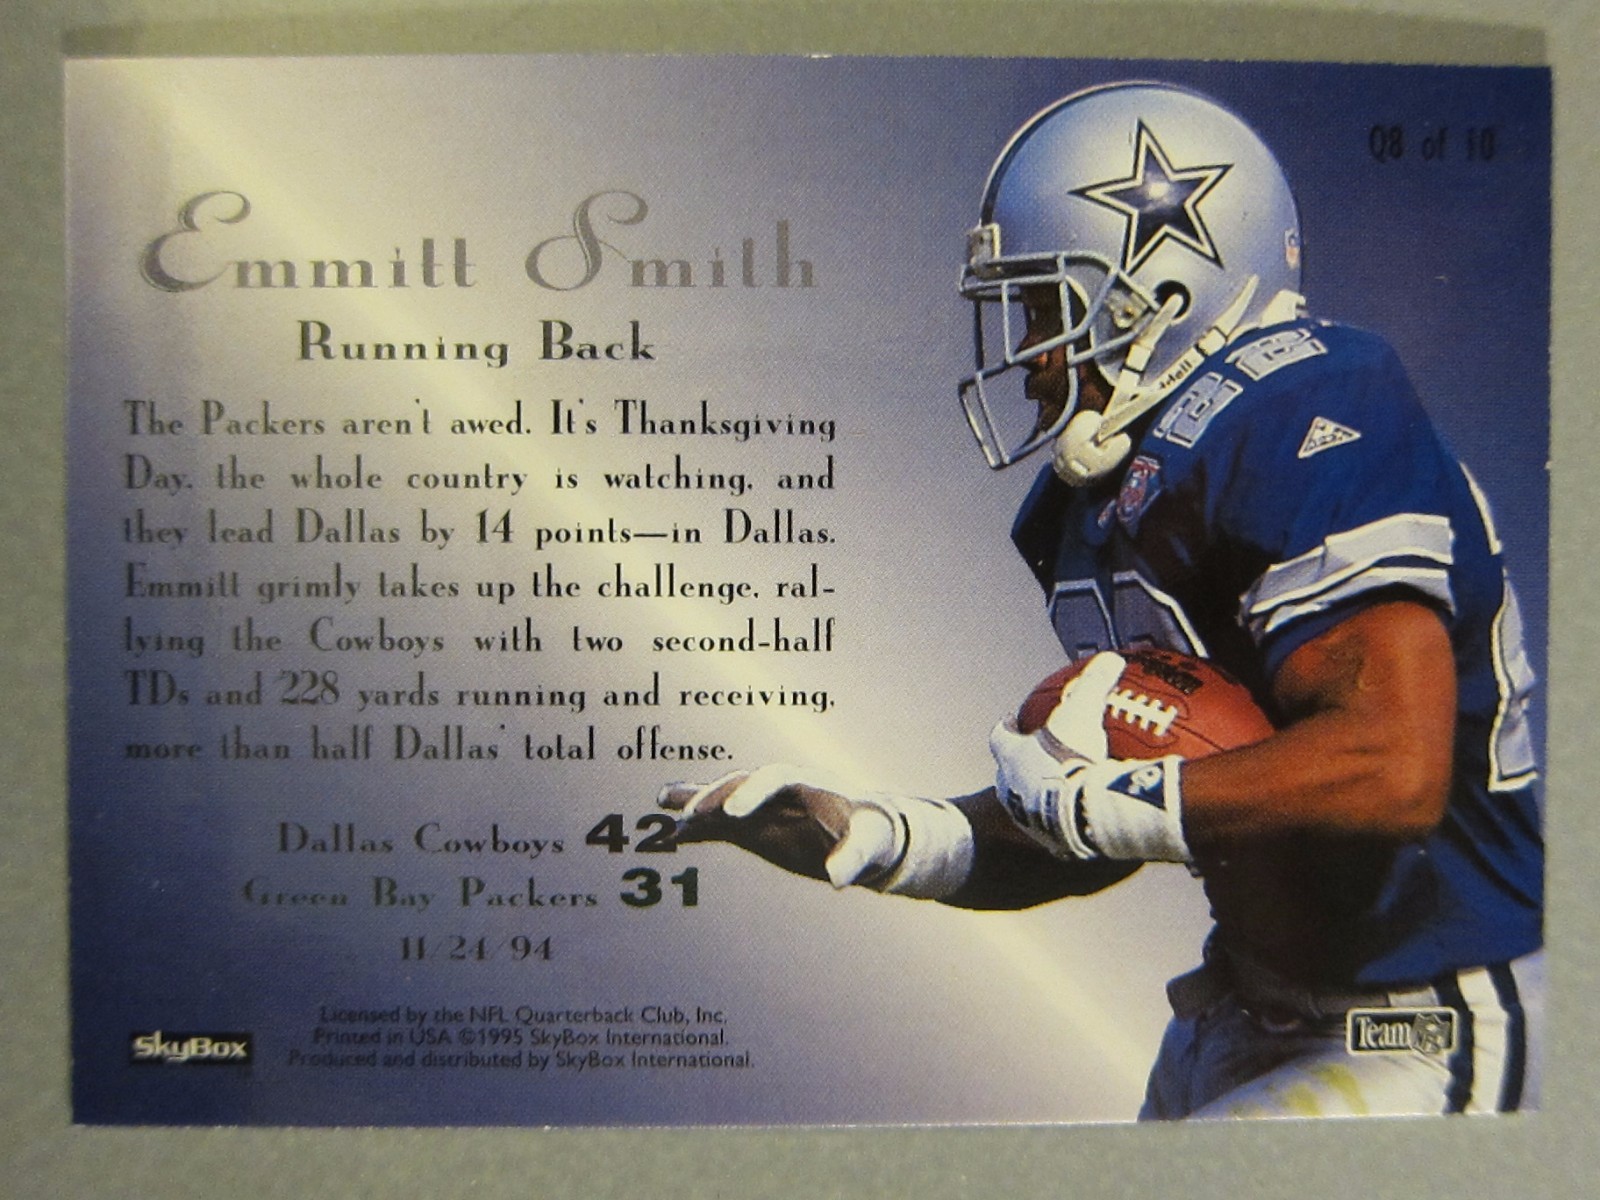 Q8 of 10
Emmitt Smith
Running Back
The Packers aren't awed. It's Thanksgiving
Day, the whole country is watching, and
they lead Dallas by 14 points—in Dallas.
Emmitt grimly takes up the challenge, ral-
lying the Cowboys with two second-half
TDs and 228 yards running and receiving,
more than half Dallas' total offense.
Dallas Cowboys 42
Green Bay Packers 31
11/24/94
Licensed by the NFL Quarterback Club, Inc.
Printed in USA ©1995 SkyBox International.
Produced and distributed by SkyBox International.
SkyBox
Team NFL
22